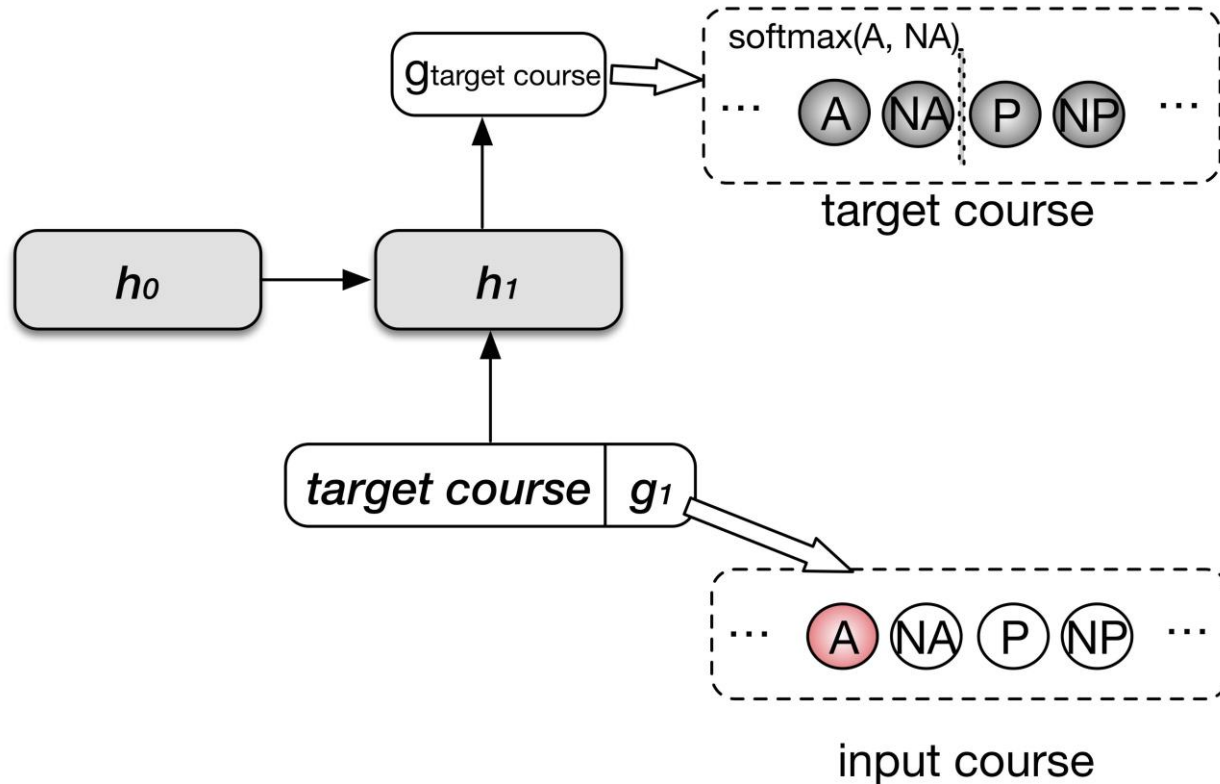 softmax(A, NA)
gtarget course
... A NA P NP ...
target course
h0
h1
target course g1
... A NA P NP ...
input course